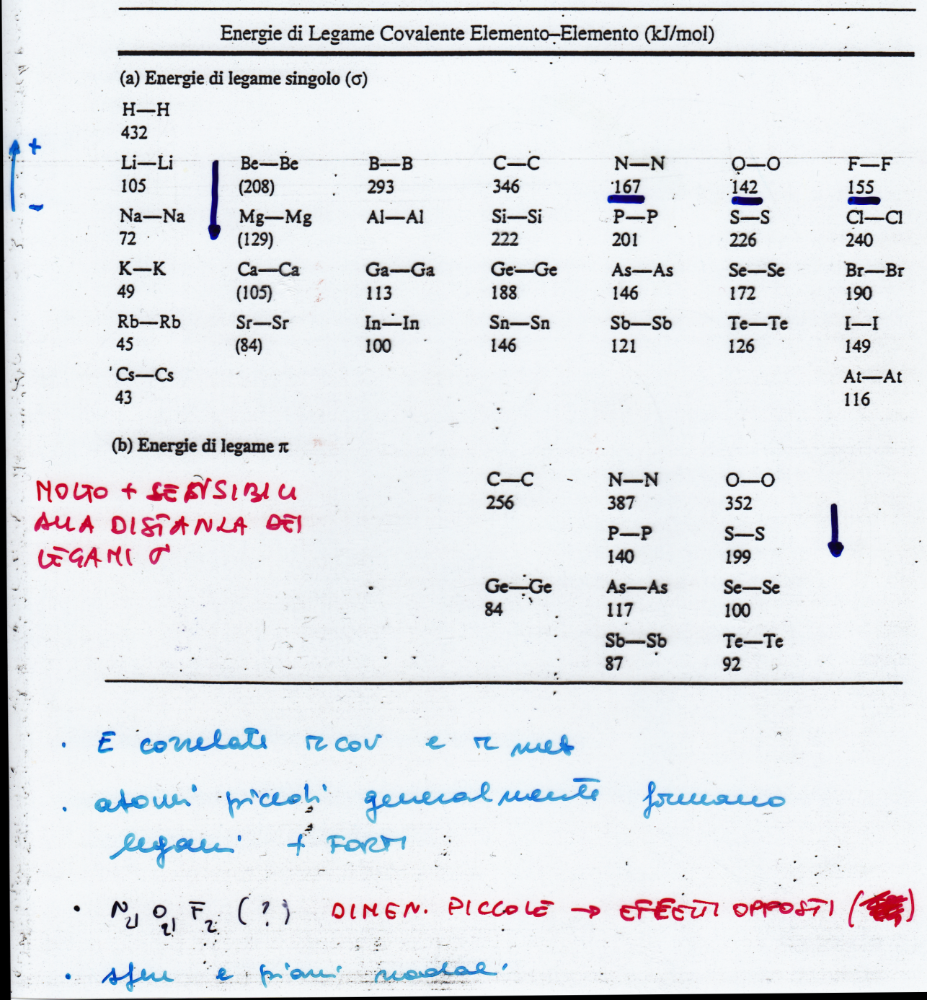 Energie di Legame Covalente Elemento–Elemento (kJ/mol)
(a) Energie di legame singolo (σ)
H—H
432
+
Li—Li Be—Be B—B C—C N—N O—O F—F
105 (208) 293 346 167 142 155
-
Na—Na Mg—Mg Al—Al Si—Si P—P S—S Cl—Cl
72 (129) 222 201 226 240
K—K Ca—Ca Ga—Ga Ge—Ge As—As Se—Se Br—Br
49 (105) 113 188 146 172 190
Rb—Rb Sr—Sr In—In Sn—Sn Sb—Sb Te—Te I—I
45 (84) 100 146 121 126 149
Cs—Cs At—At
43 116
(b) Energie di legame π
C—C N—N O—O
256 387 352
MOLTO + SENSIBILI
ALLA DISTANZA DEI
LEGAMI σ
P—P S—S
140 199
Ge—Ge As—As Se—Se
84 117 100
Sb—Sb Te—Te
87 92
· E correlate r cov e r met
· atomi piccoli generalmente formano
legami + FORTI
· N2, O2, F2 (?) DIMEN. PICCOLE → EFFETTI OPPOSTI ( )
· sfere e piani nodali